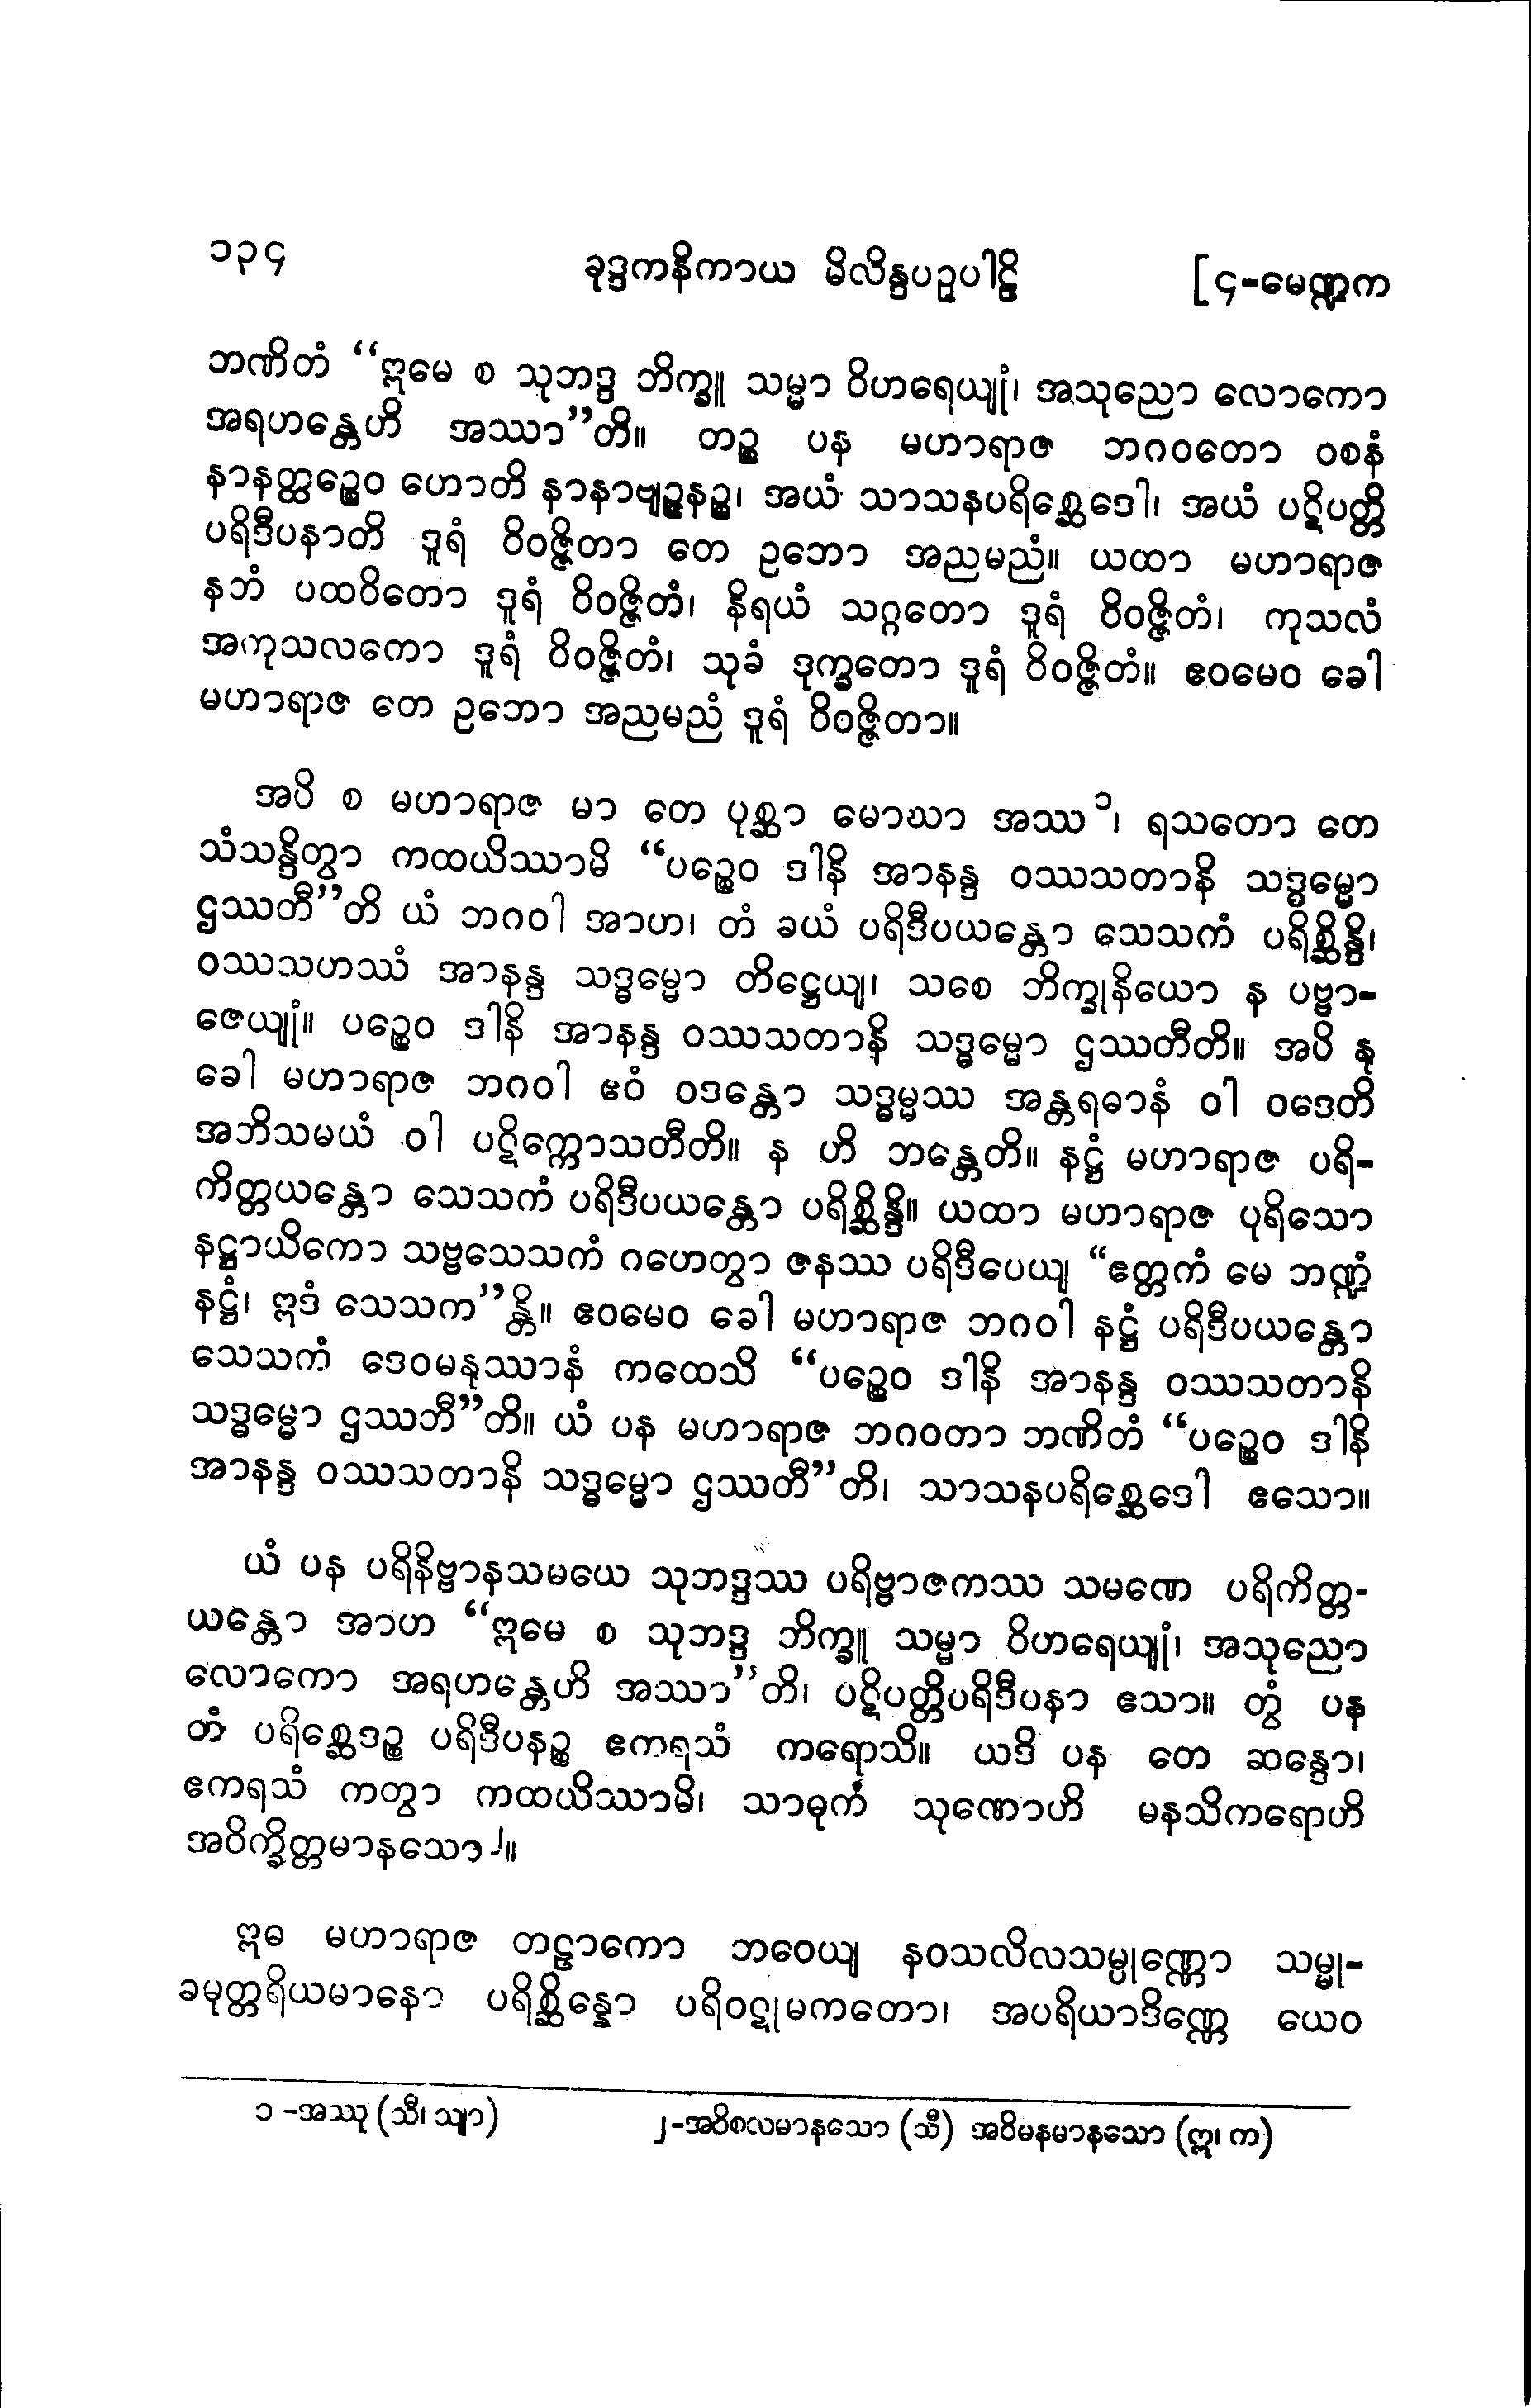 ၁၃၄ ခုဒ္ဒကနိကာယ မိလိန္ဒပဉှပါဠိ [၄-မေဏ္ဍက
ဘဏိတံ “ဣမေ စ သုဘဒ္ဒ ဘိက္ခူ သမ္မာ ဝိဟရေယျုံ၊ အသုညော လောကော
အရဟန္တေဟိ အဿာ”တိ။ တဉ္စ ပန မဟာရာဇ ဘဂဝတော ဝစနံ
နာနတ္ထဉ္စေဝ ဟောတိ နာနာဗျဉ္ဇနဉ္စ၊ အယံ သာသနပရိစ္ဆေဒေါ၊ အယံ ပဋိပတ္တိ
ပရိဒီပနာတိ ဒူရံ ဝိဝဇ္ဇိတာ တေ ဥဘော အညမညံ။ ယထာ မဟာရာဇ
နဘံ ပထဝိတော ဒူရံ ဝိဝဇ္ဇိတံ၊ နိရယံ သဂ္ဂတော ဒူရံ ဝိဝဇ္ဇိတံ၊ ကုသလံ
အကုသလကော ဒူရံ ဝိဝဇ္ဇိတံ၊ သုခံ ဒုက္ခတော ဒူရံ ဝိဝဇ္ဇိတံ။ ဧဝမေဝ ခေါ
မဟာရာဇ တေ ဥဘော အညမညံ ဒူရံ ဝိဝဇ္ဇိတာ။
အပိ စ မဟာရာဇ မာ တေ ပုစ္ဆာ မောဃာ အဿ ၁၊ ရသတော တေ
သံသန္ဒိတွာ ကထယိဿာမိ “ပဉ္စေဝ ဒါနိ အာနန္ဒ ဝဿသတာနိ သဒ္ဓမ္မော
ဌဿတီ”တိ ယံ ဘဂဝါ အာဟ၊ တံ ခယံ ပရိဒီပယန္တော သေသကံ ပရိစ္ဆိန္ဒိ၊
ဝဿသဟဿံ အာနန္ဒ သဒ္ဓမ္မော တိဋ္ဌေယျ၊ သစေ ဘိက္ခုနိယော န ပဗ္ဗာ-
ဇေယျုံ။ ပဉ္စေဝ ဒါနိ အာနန္ဒ ဝဿသတာနိ သဒ္ဓမ္မော ဌဿတီတိ။ အပိ နု
ခေါ မဟာရာဇ ဘဂဝါ ဧဝံ ဝဒန္တော သဒ္ဓမ္မဿ အန္တရဓာနံ ဝါ ဝဒေတိ
အဘိသမယံ ဝါ ပဋိက္ကောသတီတိ။ န ဟိ ဘန္တေတိ။ နဋ္ဌံ မဟာရာဇ ပရိ-
ကိတ္တယန္တော သေသကံ ပရိဒီပယန္တော ပရိစ္ဆိန္ဒိ။ ယထာ မဟာရာဇ ပုရိသော
နဋ္ဌာယိကော သဗ္ဗသေသကံ ဂဟေတွာ ဇနဿ ပရိဒီပေယျ “ဧတ္တကံ မေ ဘဏ္ဍံ
နဋ္ဌံ၊ ဣဒံ သေသက”န္တိ။ ဧဝမေဝ ခေါ မဟာရာဇ ဘဂဝါ နဋ္ဌံ ပရိဒီပယန္တော
သေသကံ ဒေဝမနုဿာနံ ကထေသိ “ပဉ္စေဝ ဒါနိ အာနန္ဒ ဝဿသတာနိ
သဒ္ဓမ္မော ဌဿဘီ”တိ။ ယံ ပန မဟာရာဇ ဘဂဝတာ ဘဏိတံ “ပဉ္စေဝ ဒါနိ
အာနန္ဒ ဝဿသတာနိ သဒ္ဓမ္မော ဌဿတီ”တိ၊ သာသနပရိစ္ဆေဒေါ ဧသော။
ယံ ပန ပရိနိဗ္ဗာနသမယေ သုဘဒ္ဒဿ ပရိဗ္ဗာဇကဿ သမဏေ ပရိကိတ္တ-
ယန္တော အာဟ “ဣမေ စ သုဘဒ္ဒ ဘိက္ခူ သမ္မာ ဝိဟရေယျုံ၊ အသုညော
လောကော အရဟန္တေဟိ အဿာ”တိ၊ ပဋိပတ္တိပရိဒီပနာ ဧသာ။ တွံ ပန
တံ ပရိစ္ဆေဒဉ္စ ပရိဒီပနဉ္စ ဧကရသံ ကရောသိ။ ယဒိ ပန တေ ဆန္ဒော၊
ဧကရသံ ကတွာ ကထယိဿာမိ၊ သာဓုကံ သုဏောဟိ မနသိကရောဟိ
အဝိက္ခိတ္တမာနသော ၂။
ဣဓ မဟာရာဇ တဠာကော ဘဝေယျ နဝသလိလသမ္ပုဏ္ဏော သမ္မု-
ခမုတ္တရိယမာနော ပရိစ္ဆိန္နော ပရိဝဋုမကတော၊ အပရိယာဒိဏ္ဏေ ယေဝ
၁-အဿု (သီ၊ သျာ) ၂-အဝိစလမာနသော (သီ) အဝိမနမာနသော (ဣ၊ က)